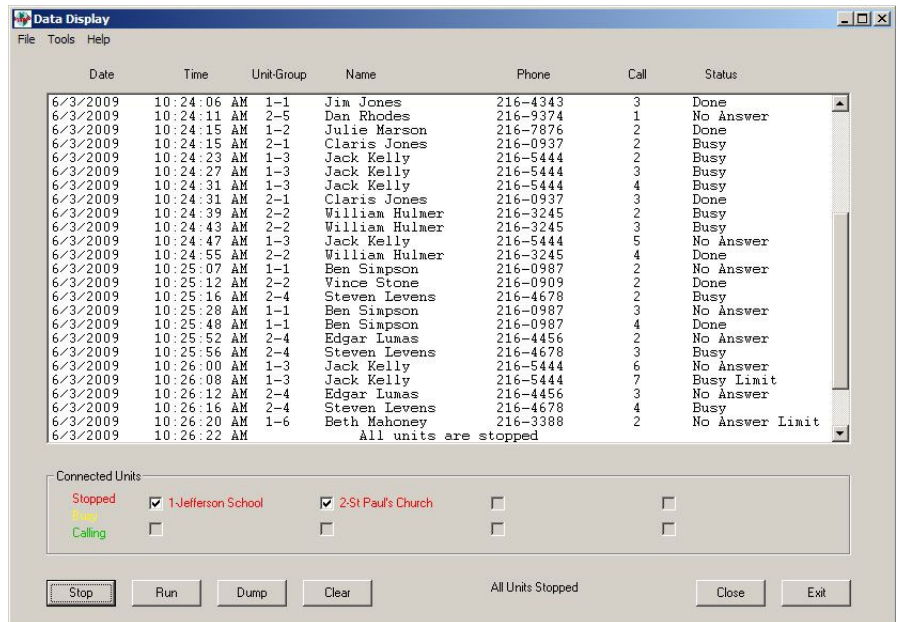 Data Display
File Tools Help
Date Time Unit-Group Name Phone Call Status
6/3/2009 10:24:06 AM 1-1 Jim Jones 216-4343 3 Done
6/3/2009 10:24:11 AM 2-5 Dan Rhodes 216-9374 1 No Answer
6/3/2009 10:24:15 AM 1-2 Julie Marson 216-7876 2 Done
6/3/2009 10:24:15 AM 2-1 Claris Jones 216-0937 2 Busy
6/3/2009 10:24:23 AM 1-3 Jack Kelly 216-5444 2 Busy
6/3/2009 10:24:27 AM 1-3 Jack Kelly 216-5444 3 Busy
6/3/2009 10:24:31 AM 1-3 Jack Kelly 216-5444 4 Busy
6/3/2009 10:24:31 AM 2-1 Claris Jones 216-0937 3 Done
6/3/2009 10:24:39 AM 2-2 William Hulmer 216-3245 2 Busy
6/3/2009 10:24:43 AM 2-2 William Hulmer 216-3245 3 Busy
6/3/2009 10:24:47 AM 1-3 Jack Kelly 216-5444 5 No Answer
6/3/2009 10:24:55 AM 2-2 William Hulmer 216-3245 4 Done
6/3/2009 10:25:07 AM 1-1 Ben Simpson 216-0987 2 No Answer
6/3/2009 10:25:12 AM 2-2 Vince Stone 216-0909 2 Done
6/3/2009 10:25:16 AM 2-4 Steven Levens 216-4678 2 Busy
6/3/2009 10:25:28 AM 1-1 Ben Simpson 216-0987 3 No Answer
6/3/2009 10:25:48 AM 1-1 Ben Simpson 216-0987 4 Done
6/3/2009 10:25:52 AM 2-4 Edgar Lumas 216-4456 2 No Answer
6/3/2009 10:25:56 AM 2-4 Steven Levens 216-4678 3 Busy
6/3/2009 10:26:00 AM 1-3 Jack Kelly 216-5444 6 No Answer
6/3/2009 10:26:08 AM 1-3 Jack Kelly 216-5444 7 Busy Limit
6/3/2009 10:26:12 AM 2-4 Edgar Lumas 216-4456 3 No Answer
6/3/2009 10:26:16 AM 2-4 Steven Levens 216-4678 4 Busy
6/3/2009 10:26:20 AM 1-6 Beth Mahoney 216-3388 2 No Answer Limit
6/3/2009 10:26:22 AM All units are stopped
Connected Units
Stopped 1-Jefferson School 2-St Paul's Church
Busy
Calling
Stop Run Dump Clear All Units Stopped Close Exit